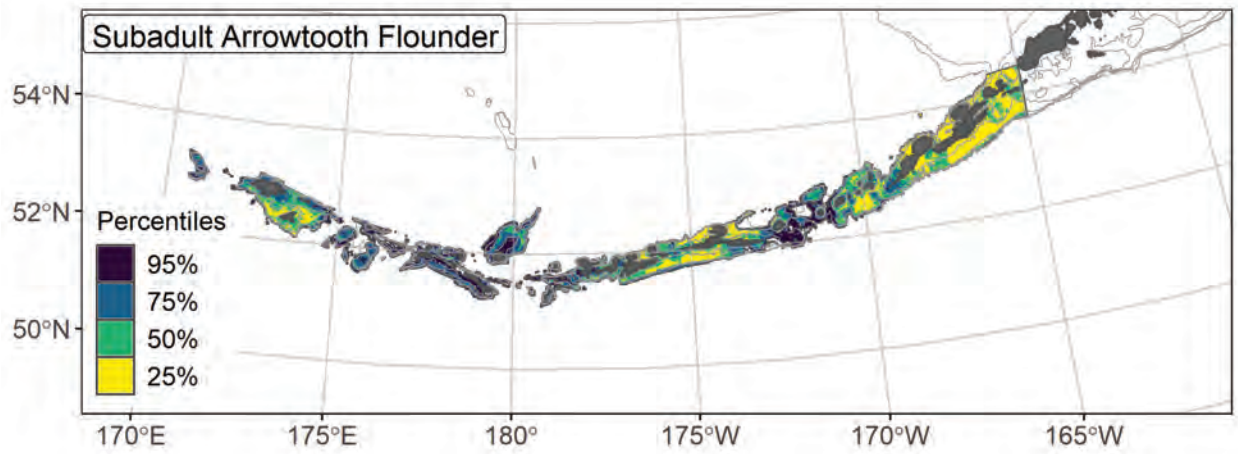 Subadult Arrowtooth Flounder
54°N
52°N
50°N
Percentiles
95%
75%
50%
25%
170°E 175°E 180° 175°W 170°W 165°W